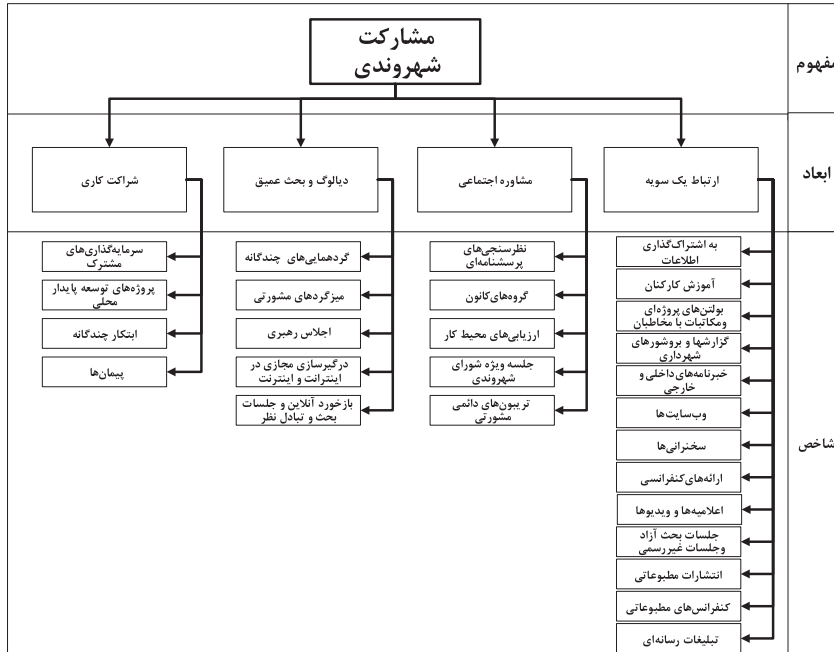 مفهوم
مشارکت
شهروندی
ابعاد
ارتباط یک سویه
مشاوره اجتماعی
دیالوگ و بحث عمیق
شراکت کاری
شاخص
به اشتراک‌گذاری
اطلاعات
آموزش کارکنان
بولتن‌های پروژه‌ای
ومکاتبات با مخاطبان
گزارشها و بروشورهای
شهرداری
خبرنامه‌های داخلی و
خارجی
وب‌سایت‌ها
سخنرانی‌ها
ارائه‌های کنفرانسی
اعلامیه‌ها و ویدیوها
جلسات بحث آزاد
وجلسات غیررسمی
انتشارات مطبوعاتی
کنفرانس‌های مطبوعاتی
تبلیغات رسانه‌ای
نظرسنجی‌های
پرسشنامه‌ای
گروه‌های کانون
ارزیابی‌های محیط کار
جلسه ویژه شورای
شهروندی
تریبون‌های دائمی
مشورتی
گردهمایی‌های چندگانه
میزگردهای مشورتی
اجلاس رهبری
درگیرسازی مجازی در
اینترانت و اینترنت
بازخورد آنلاین و جلسات
بحث و تبادل نظر
سرمایه‌گذاری‌های
مشترک
پروژه‌های توسعه پایدار
محلی
ابتکار چندگانه
پیمان‌ها